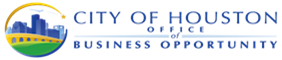 CITY OF HOUSTON
OFFICE
of
BUSINESS OPPORTUNITY